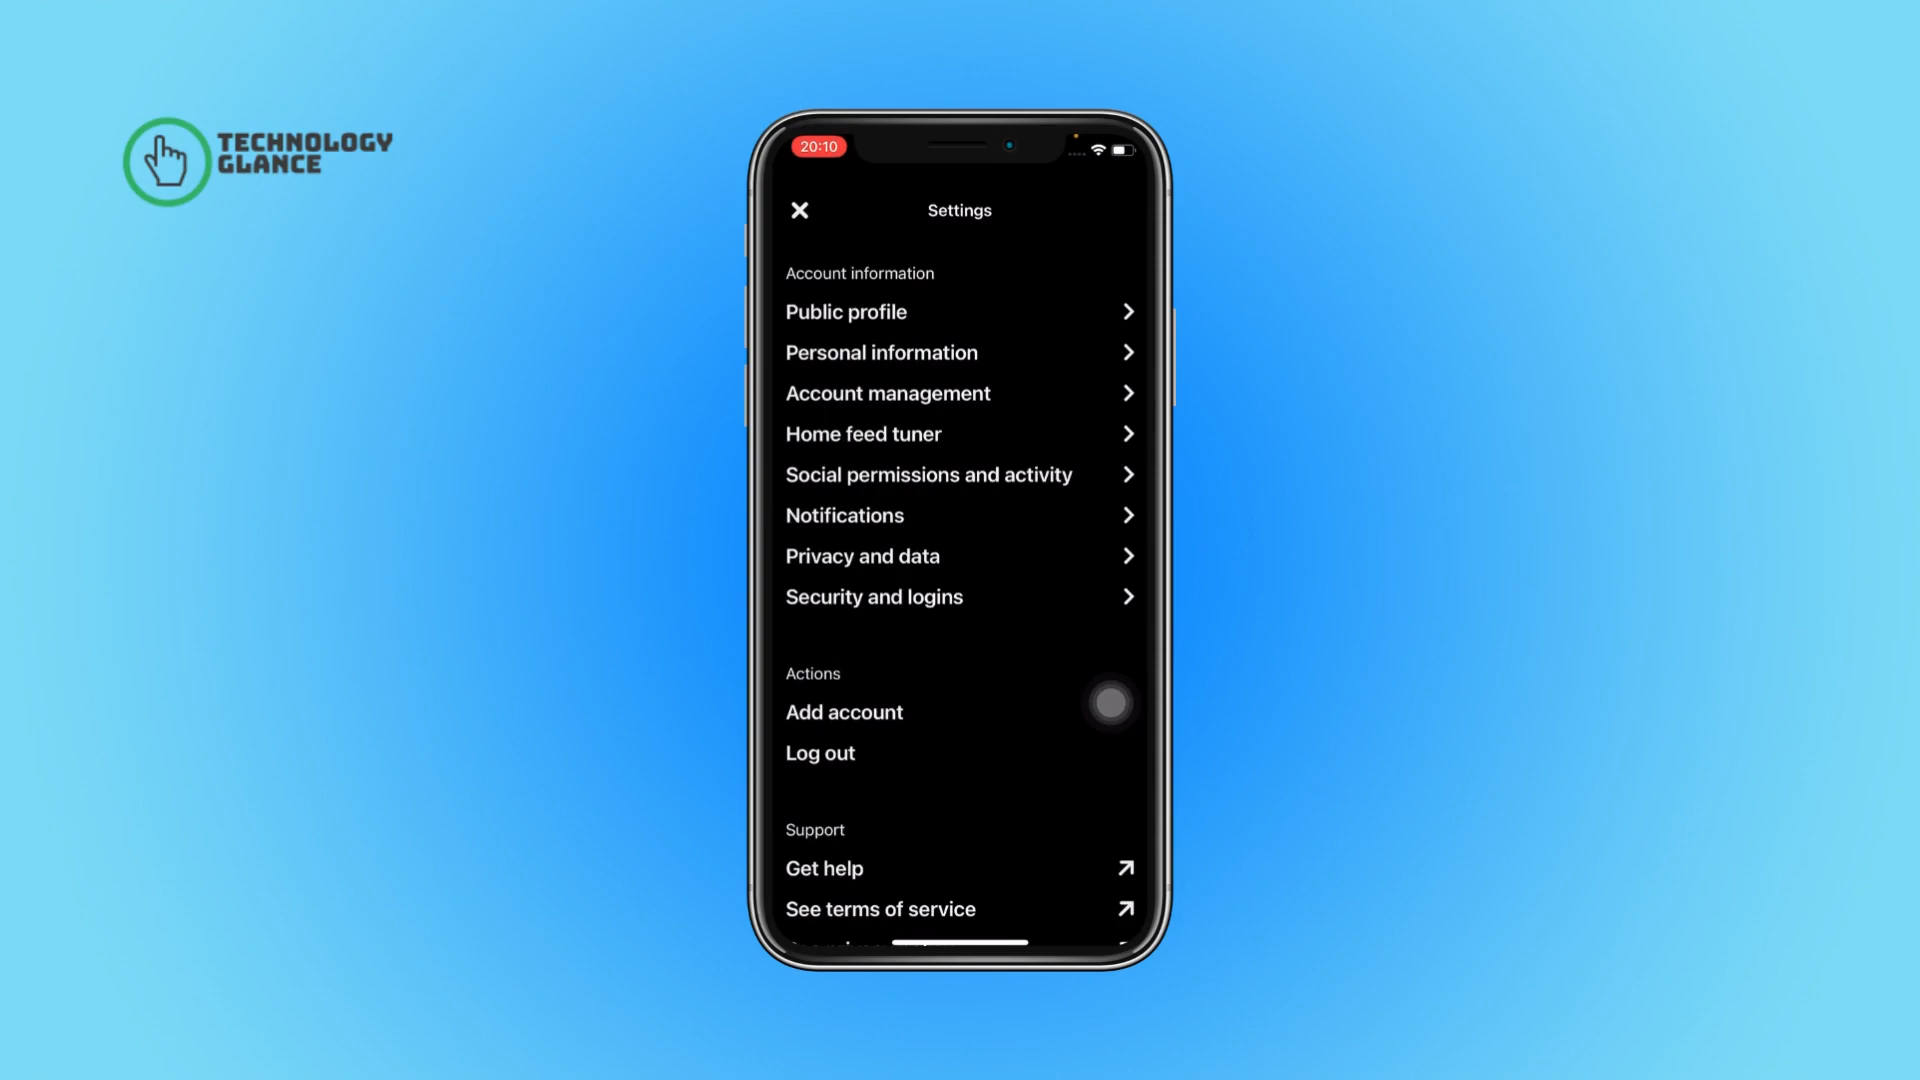 TECHNOLOGY
GLANCE
20:10
Settings
Account information
Public profile
Personal information
Account management
Home feed tuner
Social permissions and activity
Notifications
Privacy and data
Security and logins
Actions
Add account
Log out
Support
Get help
See terms of service